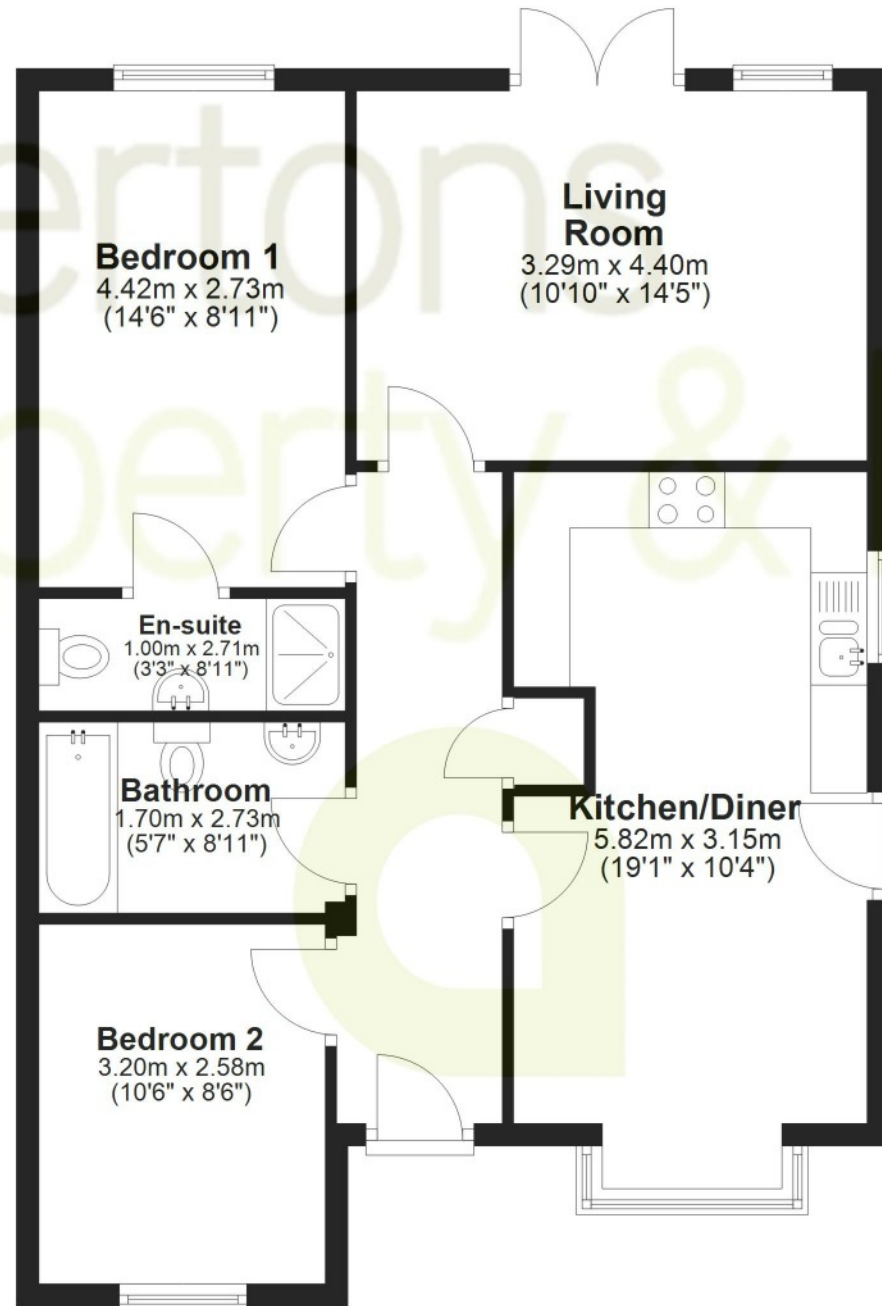 ertons
perty &
Bedroom 1
4.42m x 2.73m
(14'6" x 8'11")
Living
Room
3.29m x 4.40m
(10'10" x 14'5")
En-suite
1.00m x 2.71m
(3'3" x 8'11")
Bathroom
1.70m x 2.73m
(5'7" x 8'11")
Kitchen/Diner
5.82m x 3.15m
(19'1" x 10'4")
Bedroom 2
3.20m x 2.58m
(10'6" x 8'6")